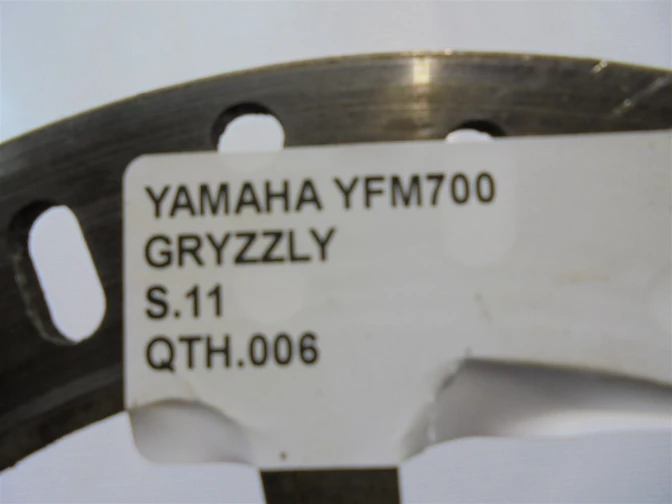 YAMAHA YFM700
GRYZZLY
S.11
QTH.006